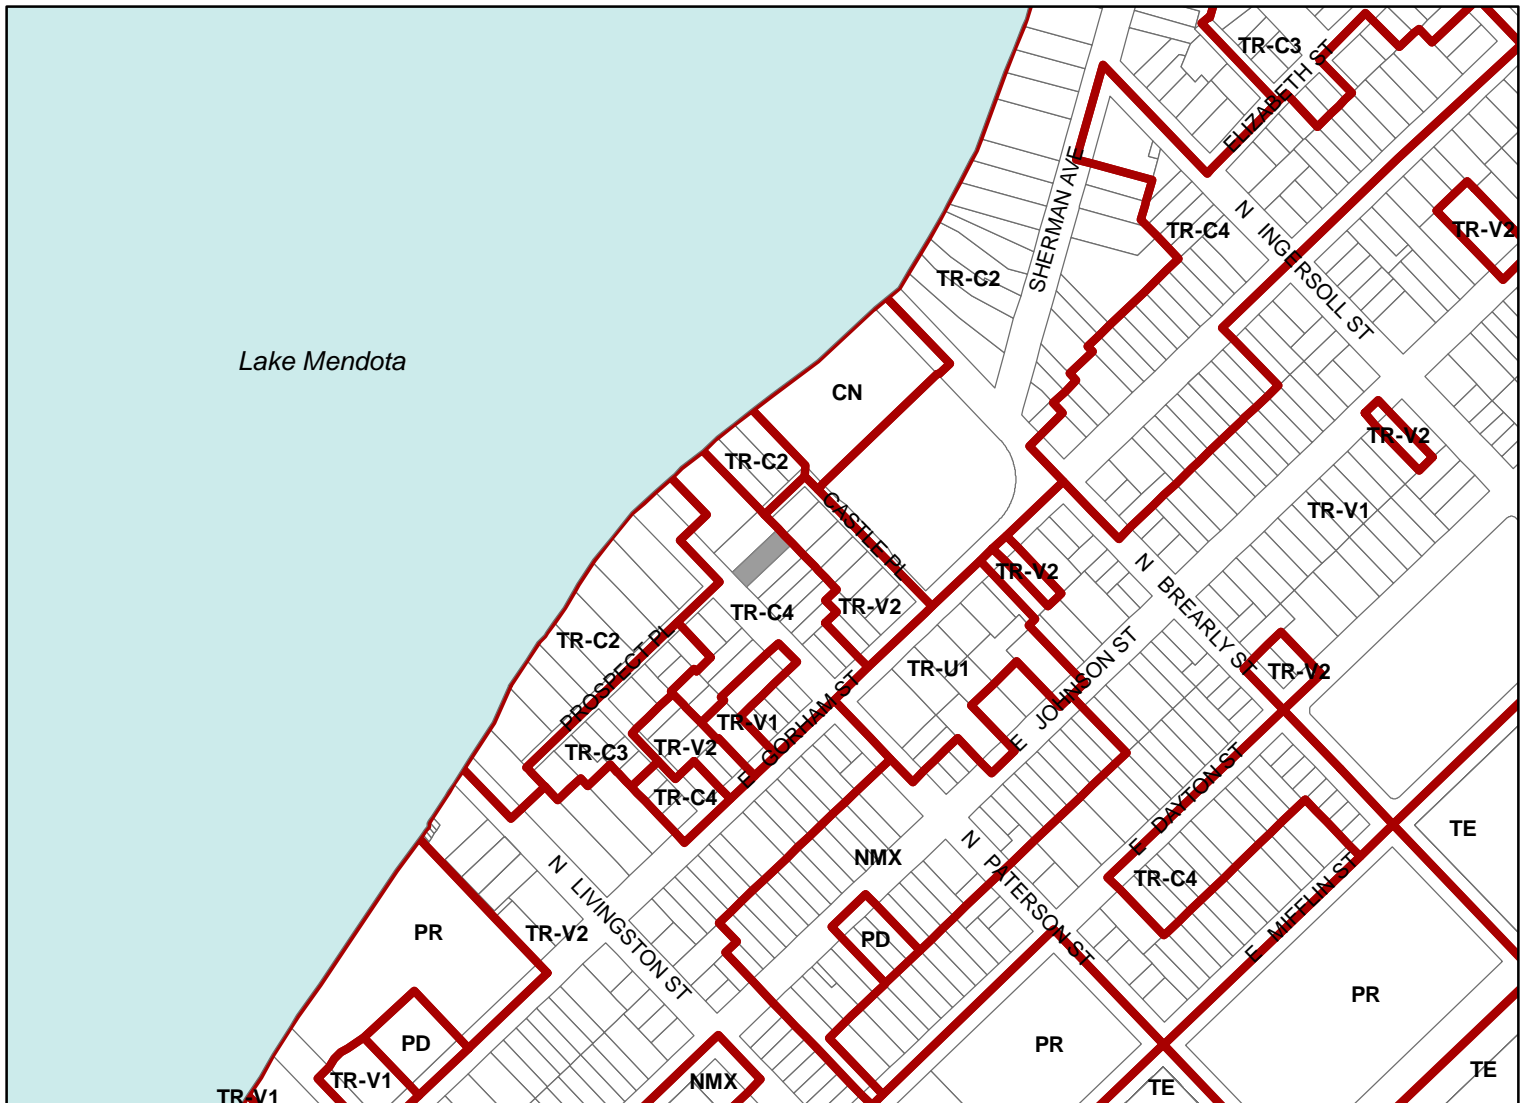 TR-C3
ELIZABETH ST
SHERMAN AVE
TR-C4
N INGERSOLL ST
TR-V2
TR-C2
Lake Mendota
CN
TR-V2
TR-C2
TR-V1
CASTLE PL
TR-V2
N BREARLY ST
TR-C4
TR-V2
TR-C2
PROSPECT PL
TR-U1
E JOHNSON ST
TR-V2
TR-V1
E GORHAM ST
TR-C3
TR-V2
TR-C4
E DAYTON ST
TE
NMX
N PATERSON ST
TR-C4
E MIFFLIN ST
N LIVINGSTON ST
PR
TR-V2
PD
PR
PD
PR
TR-V1
NMX
TE
TE
TR-V1